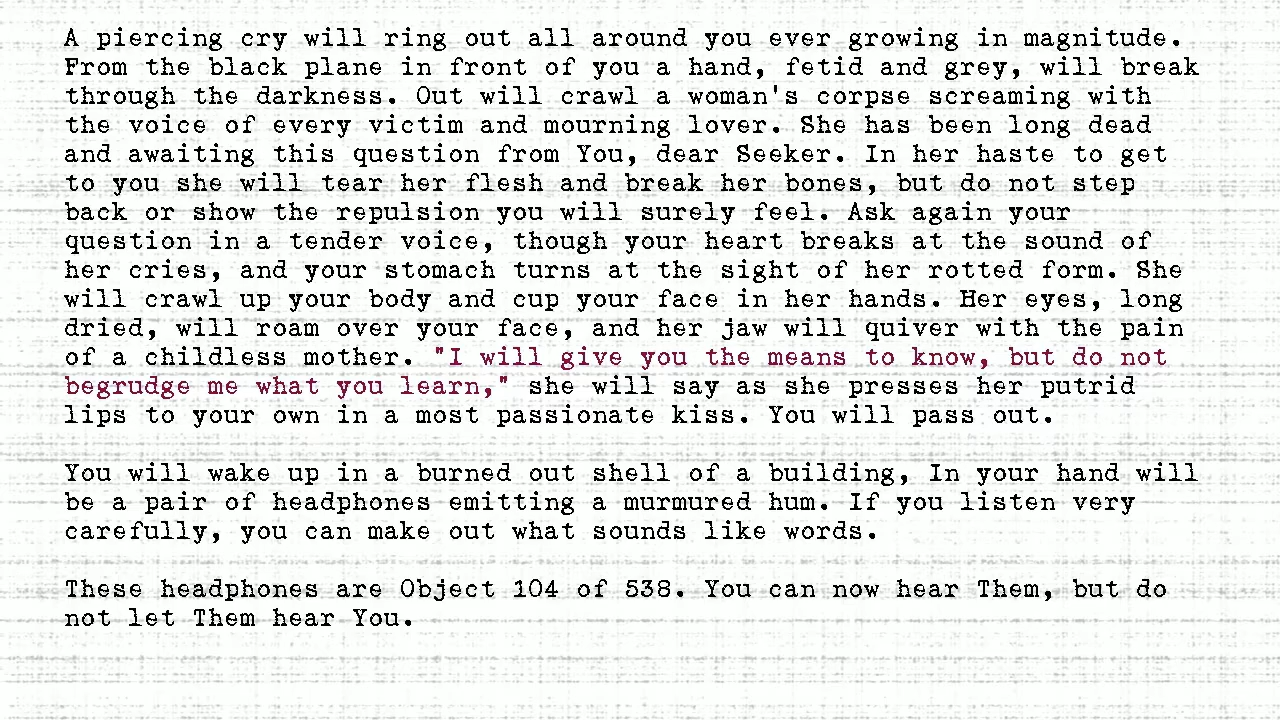 A piercing cry will ring out all around you ever growing in magnitude.
From the black plane in front of you a hand, fetid and grey, will break
through the darkness. Out will crawl a woman's corpse screaming with
the voice of every victim and mourning lover. She has been long dead
and awaiting this question from You, dear Seeker. In her haste to get
to you she will tear her flesh and break her bones, but do not step
back or show the repulsion you will surely feel. Ask again your
question in a tender voice, though your heart breaks at the sound of
her cries, and your stomach turns at the sight of her rotted form. She
will crawl up your body and cup your face in her hands. Her eyes, long
dried, will roam over your face, and her jaw will quiver with the pain
of a childless mother. "I will give you the means to know, but do not
begrudge me what you learn," she will say as she presses her putrid
lips to your own in a most passionate kiss. You will pass out.
You will wake up in a burned out shell of a building, In your hand will
be a pair of headphones emitting a murmured hum. If you listen very
carefully, you can make out what sounds like words.
These headphones are Object 104 of 538. You can now hear Them, but do
not let Them hear You.